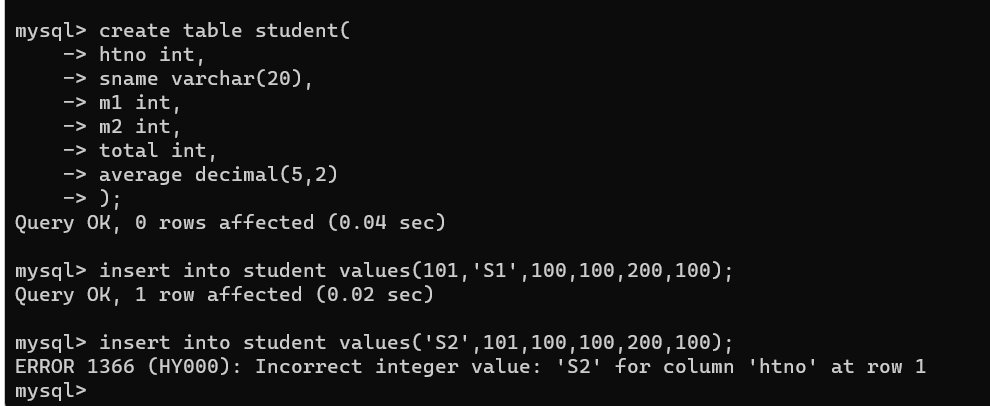 mysql> create table student(
    -> htno int,
    -> sname varchar(20),
    -> m1 int,
    -> m2 int,
    -> total int,
    -> average decimal(5,2)
    -> );
Query OK, 0 rows affected (0.04 sec)

mysql> insert into student values(101,'S1',100,100,200,100);
Query OK, 1 row affected (0.02 sec)

mysql> insert into student values('S2',101,100,100,200,100);
ERROR 1366 (HY000): Incorrect integer value: 'S2' for column 'htno' at row 1
mysql>